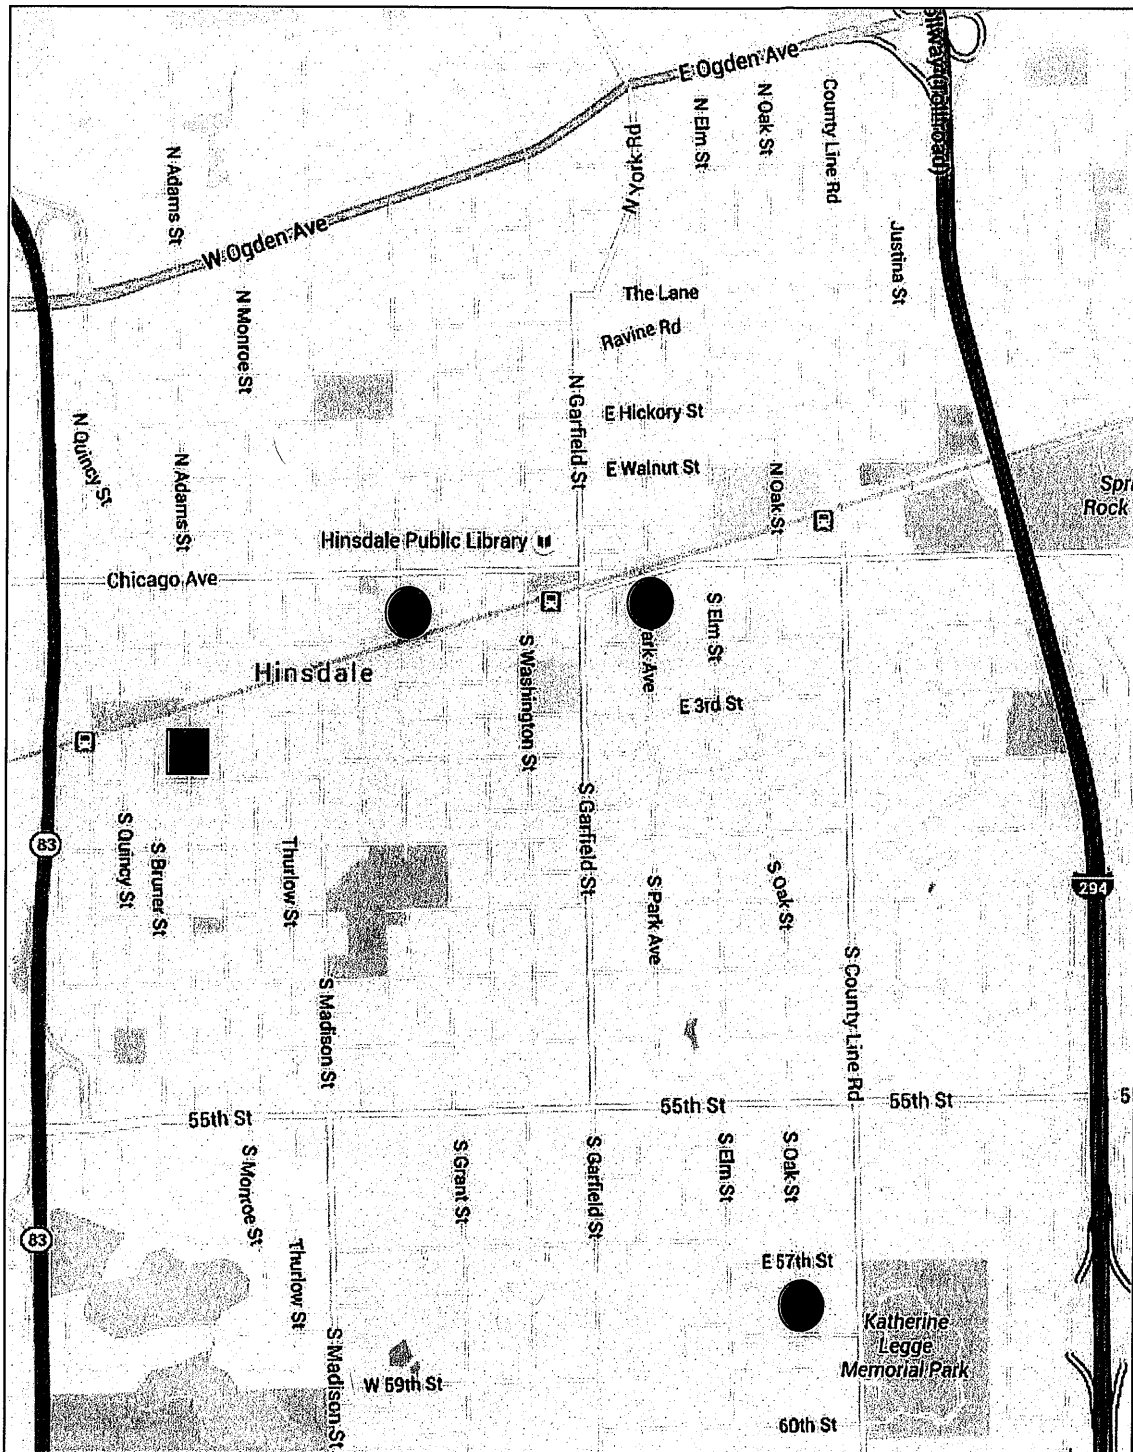 E Ogden Ave
N Elm St
N Oak St
County Line Rd
N York Rd
N Adams St
W Ogden Ave
Justina St
The Lane
N Monroe St
Ravine Rd
N Garfield St
E Hickory St
N Quincy St
N Adams St
E Walnut St
N Oak St
Spri
Rock
Hinsdale Public Library
Chicago Ave
S Elm St
ark Ave
S Washington St
Hinsdale
E 3rd St
S Garfield St
83
S Quincy St
S Bruner St
Thurlow St
S Park Ave
S Oak St
294
S Madison St
S County Line Rd
55th St
55th St
55th St
5
S Monroe St
S Grant St
S Garfield St
S Elm St
S Oak St
83
Thurlow St
E 57th St
Katherine
Legge
Memorial Park
S Madison St
W 59th St
60th St